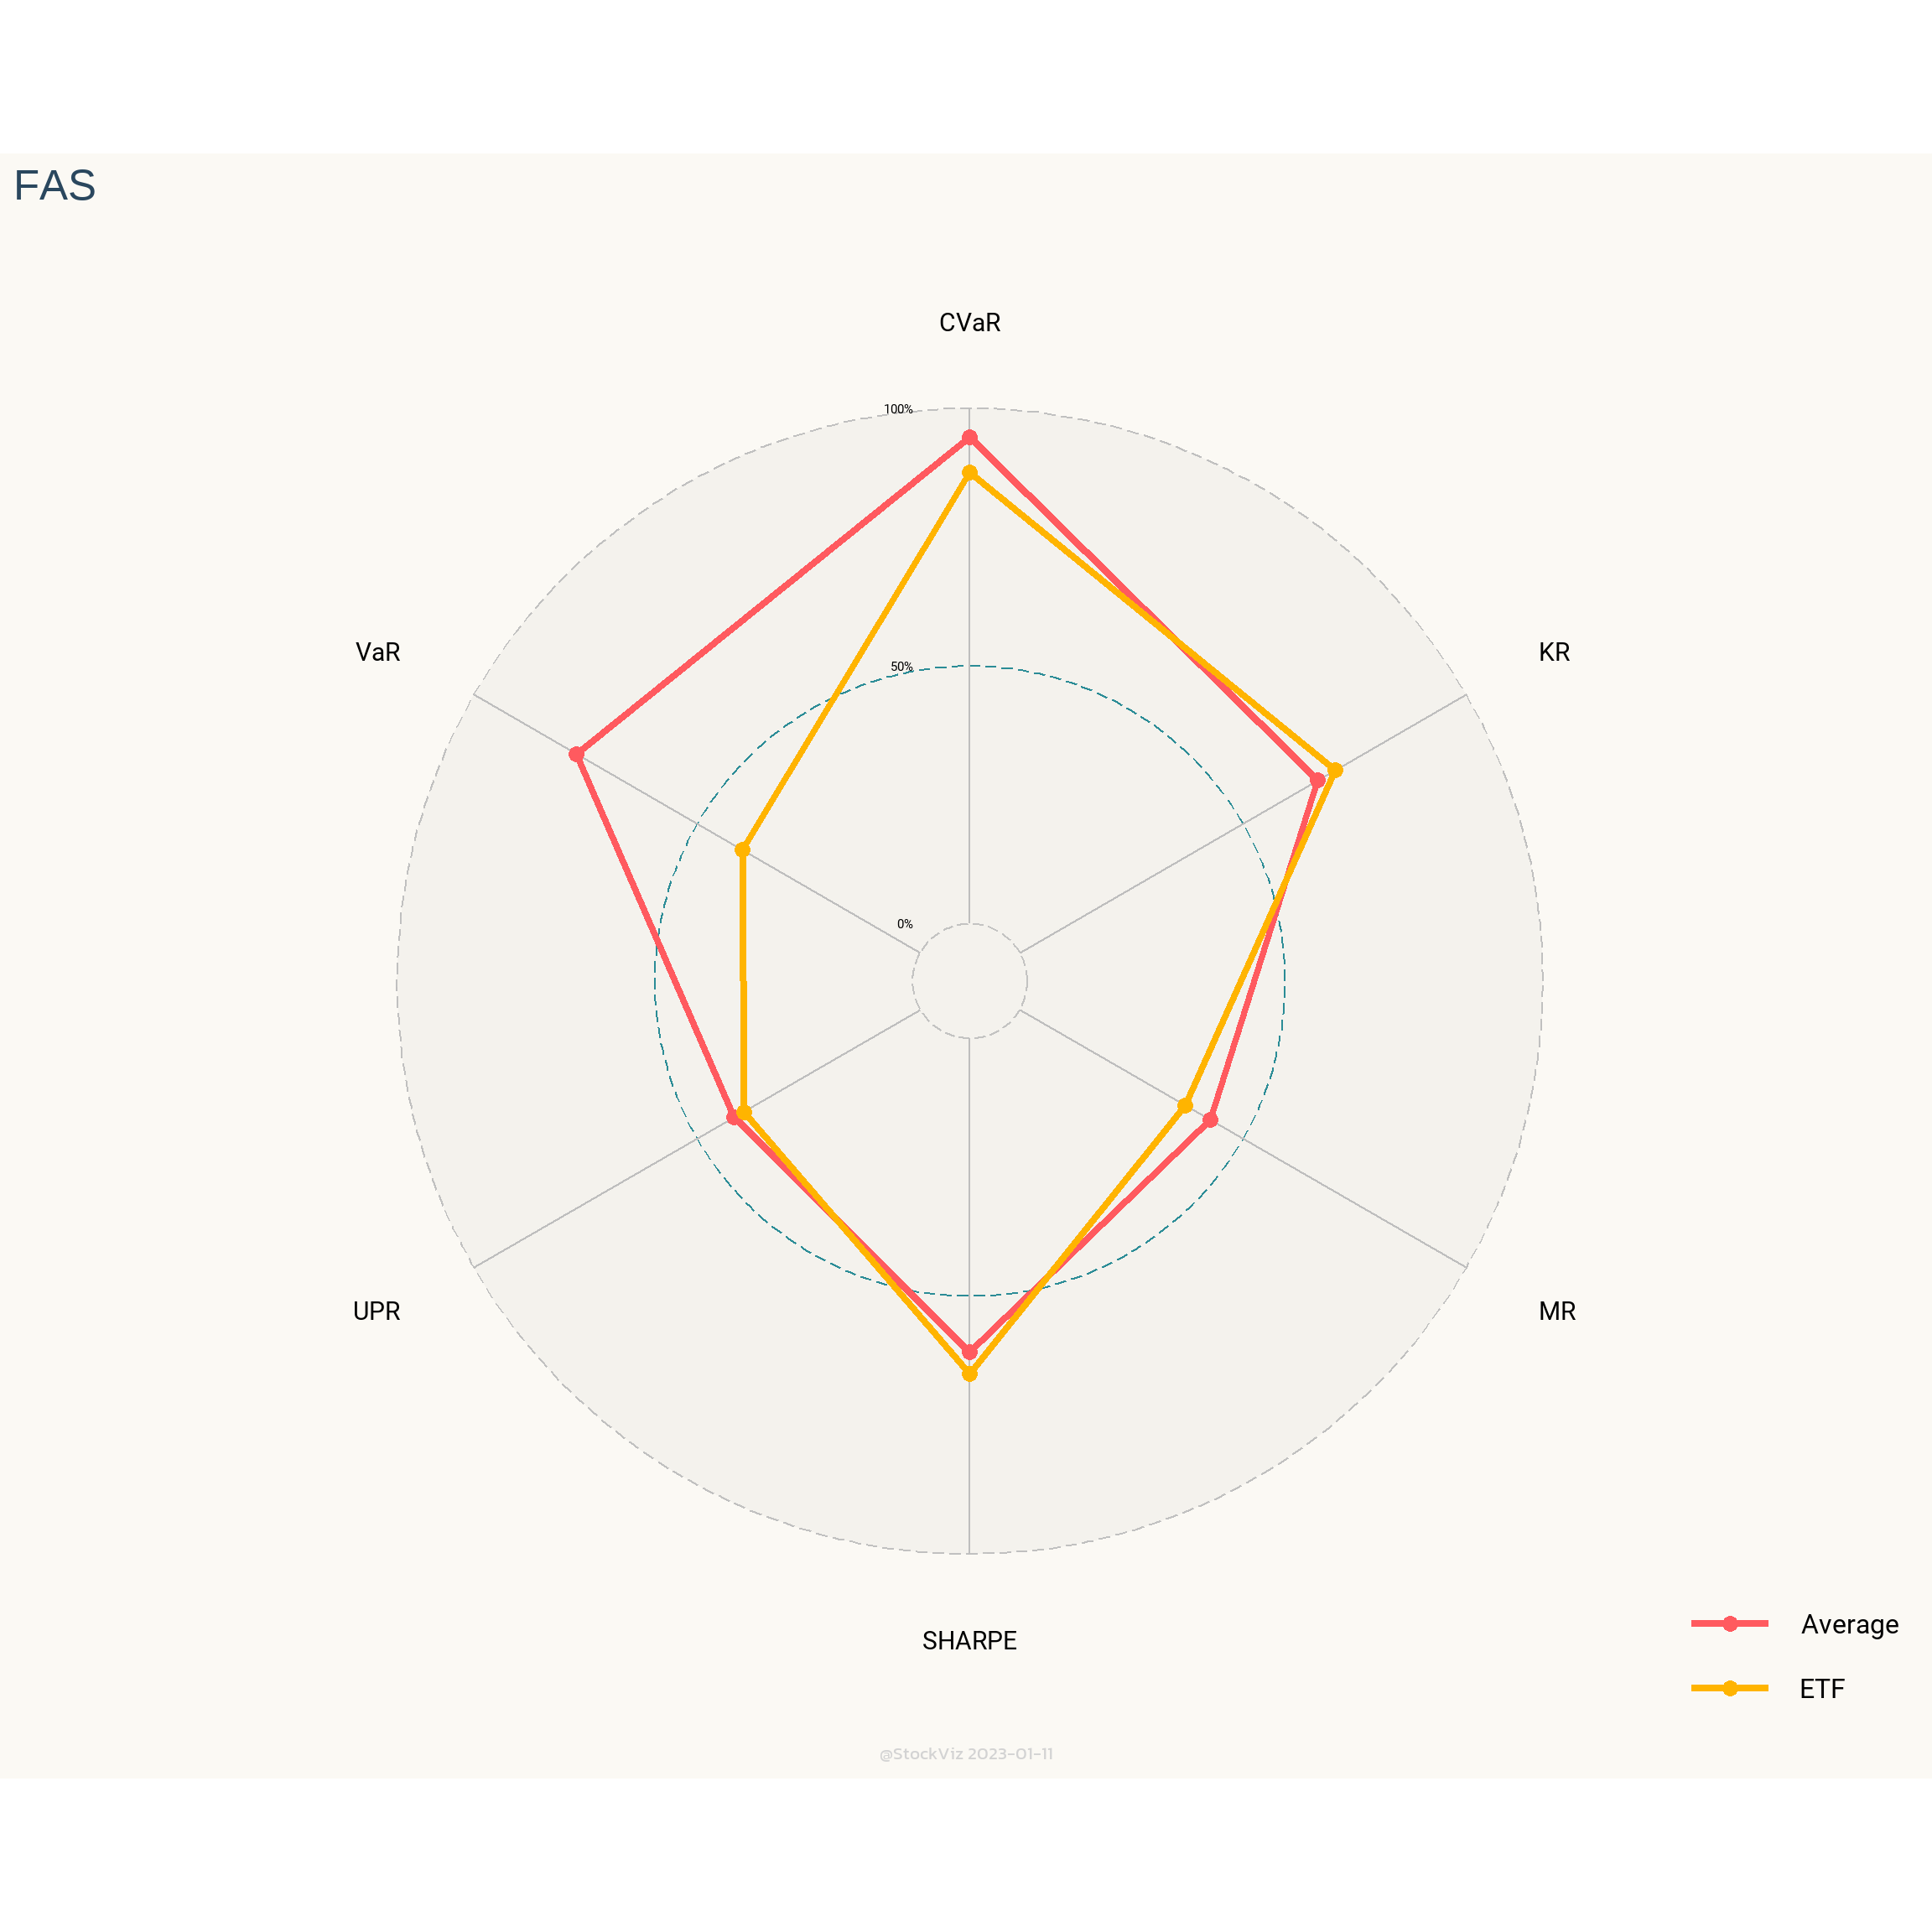 FAS
CVaR
100%
VaR
KR
50%
0%
UPR
MR
SHARPE
Average
ETF
@StockViz 2023-01-11